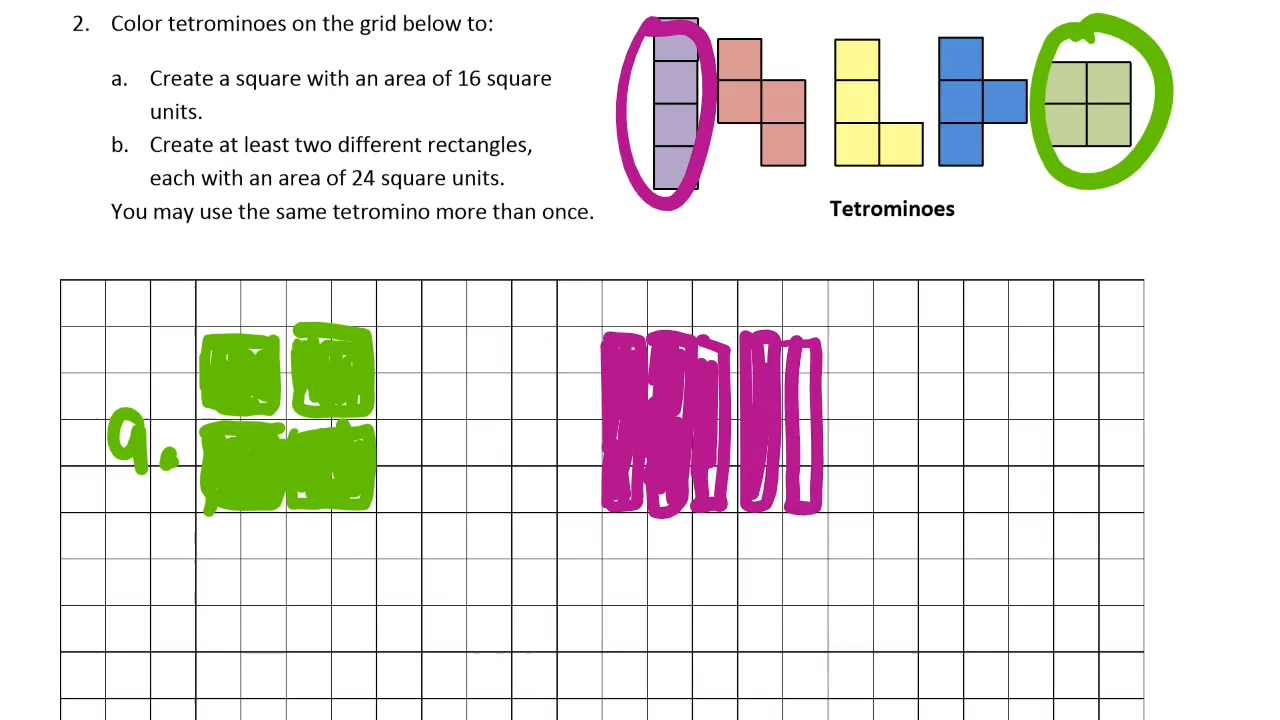 2. Color tetrominoes on the grid below to:
a. Create a square with an area of 16 square
units.
b. Create at least two different rectangles,
each with an area of 24 square units.
You may use the same tetromino more than once.
Tetrominoes
a.